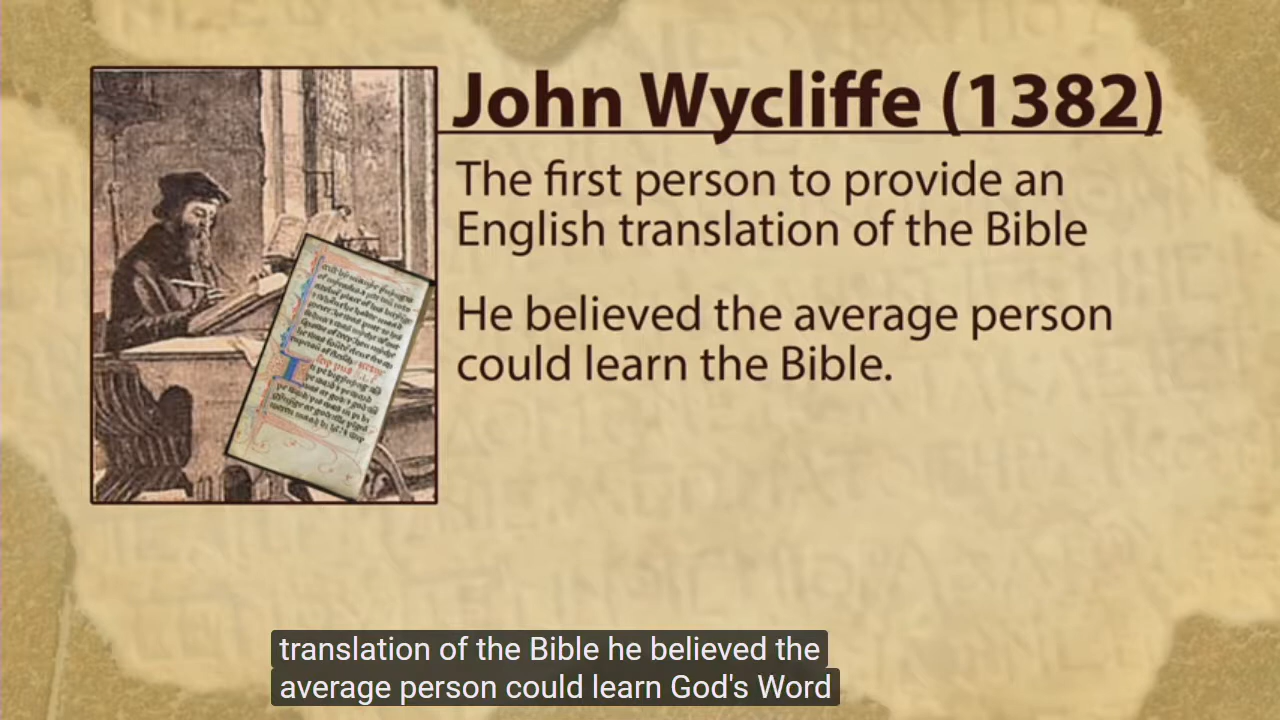 John Wycliffe (1382)
The first person to provide an
English translation of the Bible
He believed the average person
could learn the Bible.
translation of the Bible he believed the
average person could learn God's Word